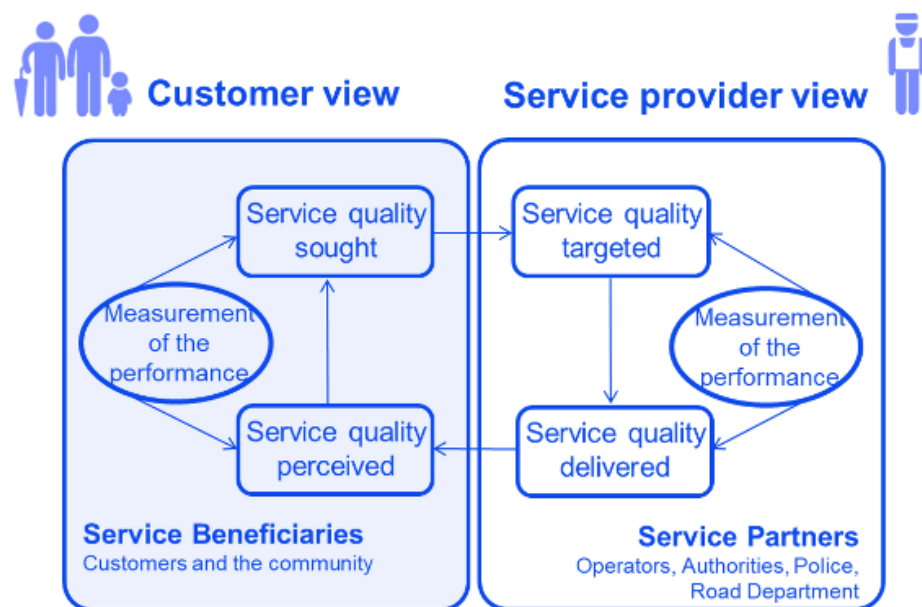 Customer view
Service provider view
Service quality
sought
Service quality
targeted
Measurement
of the
performance
Measurement
of the
performance
Service quality
perceived
Service quality
delivered
Service Beneficiaries
Customers and the community
Service Partners
Operators, Authorities, Police,
Road Department